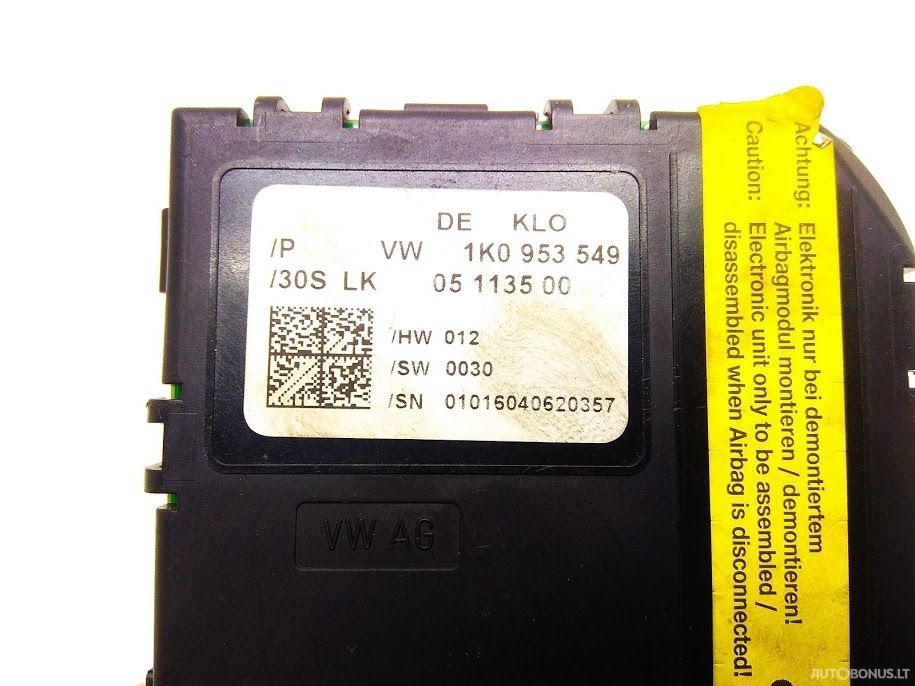 DE KLO
/P VW 1K0 953 549
/30S LK 05 1135 00
/HW 012
/SW 0030
/SN 01016040620357
VW AG
Achtung: Elektronik nur bei demontiertem
Airbagmodul montieren / demontieren!
Caution: Electronic unit only to be assembled /
disassembled when Airbag is disconnected!
AUTOBONUS.LT